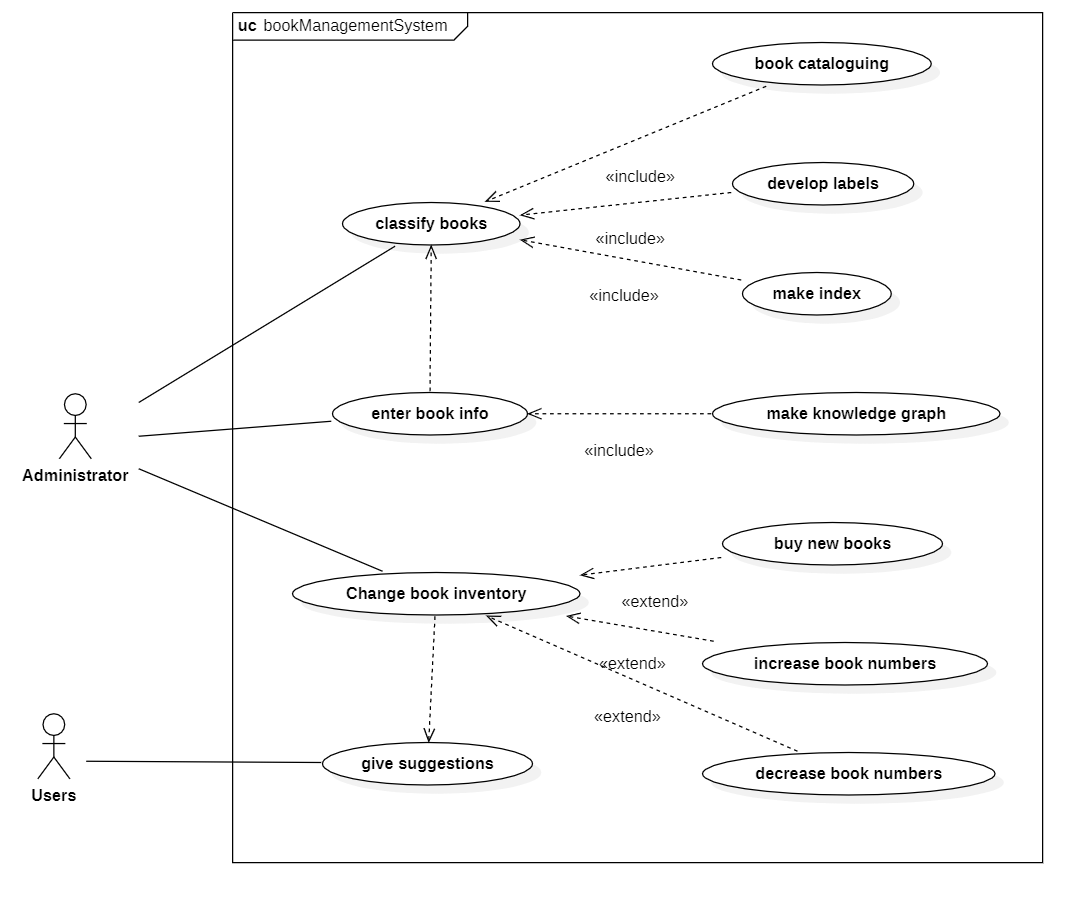 uc bookManagementSystem
book cataloguing
«include»
develop labels
classify books
«include»
make index
«include»
enter book info
make knowledge graph
«include»
Administrator
buy new books
Change book inventory
«extend»
«extend»
increase book numbers
«extend»
give suggestions
decrease book numbers
Users